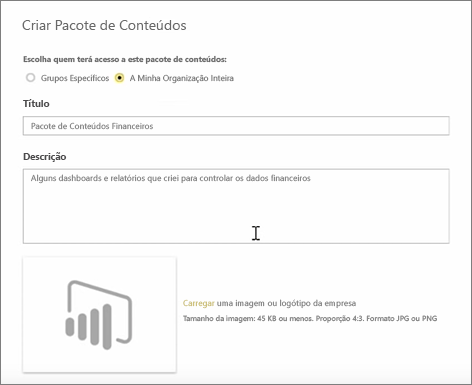 Criar Pacote de Conteúdos
Escolha quem terá acesso a este pacote de conteúdos:
Grupos Específicos A Minha Organização Inteira
Título
Pacote de Conteúdos Financeiros
Descrição
Alguns dashboards e relatórios que criei para controlar os dados financeiros
Carregar uma imagem ou logótipo da empresa
Tamanho da imagem: 45 KB ou menos. Proporção 4:3. Formato JPG ou PNG